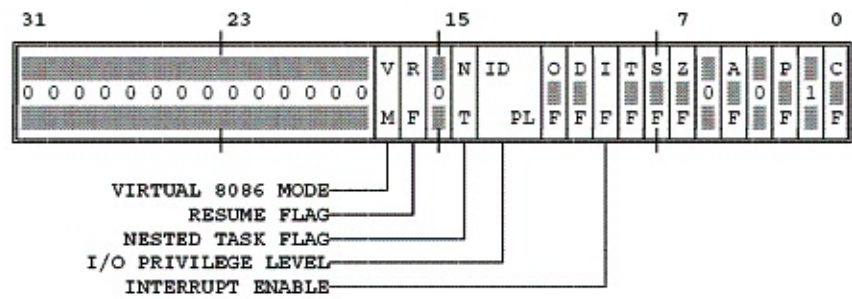 31 23 15 7 0
V R N ID O D I T S Z A P C
0 0 0 0 0 0 0 0 0 0 0 0 0 0 0 0 0 1
M F T PL F F F F F F F F F
VIRTUAL 8086 MODE
RESUME FLAG
NESTED TASK FLAG
I/O PRIVILEGE LEVEL
INTERRUPT ENABLE